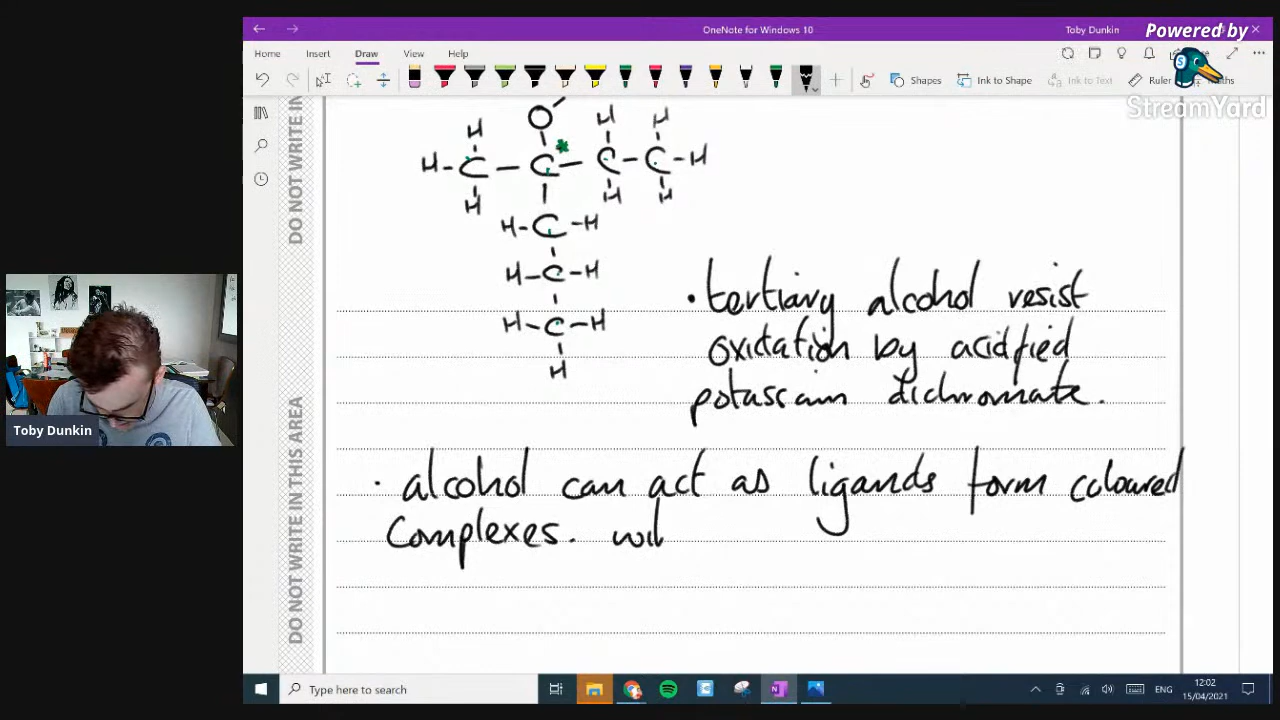 OneNote for Windows 10
Toby Dunkin
Powered by
StreamYard
Home Insert Draw View Help
Shapes Ink to Shape Ink to Text Ruler
DO NOT WRITE IN
O
H H H
H-C-C*-C-C-H
H H H
H-C-H
H-C-H
H-C-H
H
• tertiary alcohol resist
oxidation by acidfied
potassium dichromate.
Toby Dunkin
DO NOT WRITE IN THIS AREA
• alcohol can act as ligands form coloured
complexes.
Type here to search
ENG
12:02
15/04/2021